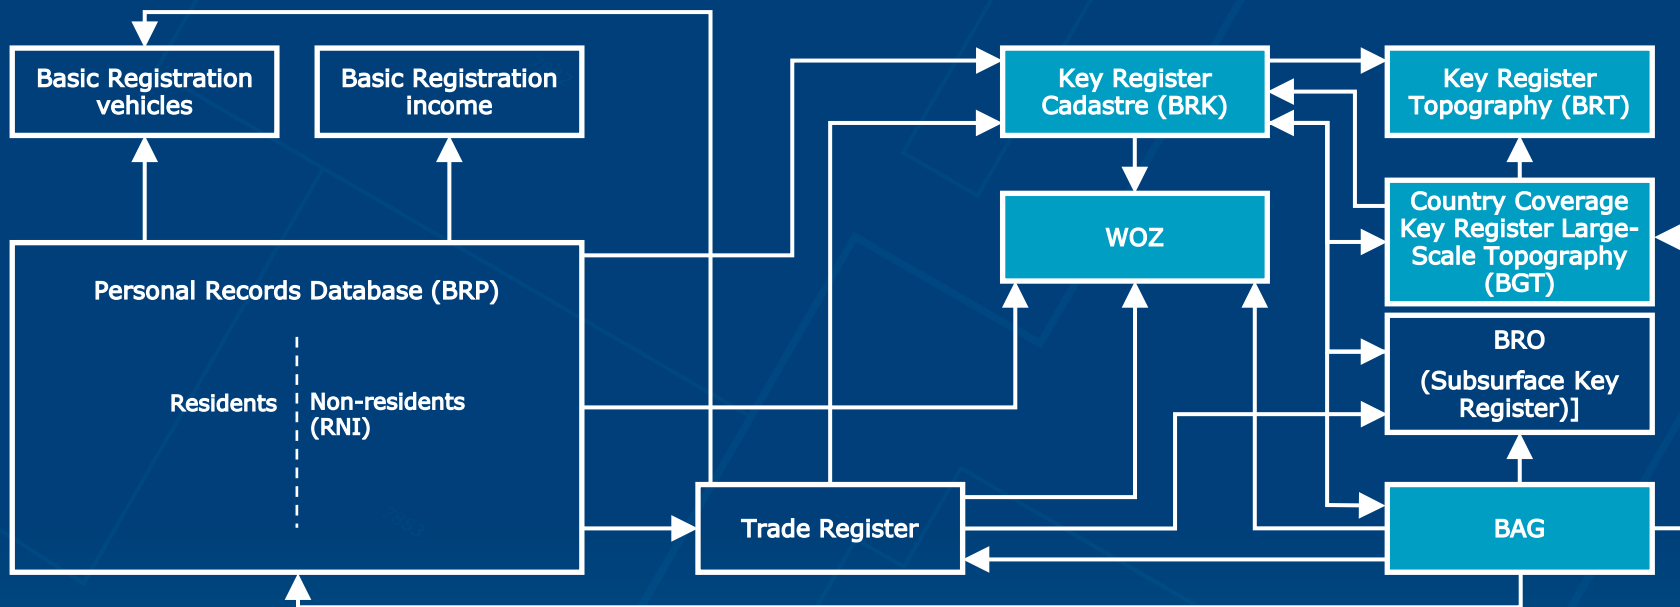 Basic Registration
vehicles
Basic Registration
income
Key Register
Cadastre (BRK)
Key Register
Topography (BRT)
WOZ
Country Coverage
Key Register Large-
Scale Topography
(BGT)
Personal Records Database (BRP)
Residents
Non-residents
(RNI)
BRO
(Subsurface Key
Register)]
Trade Register
BAG